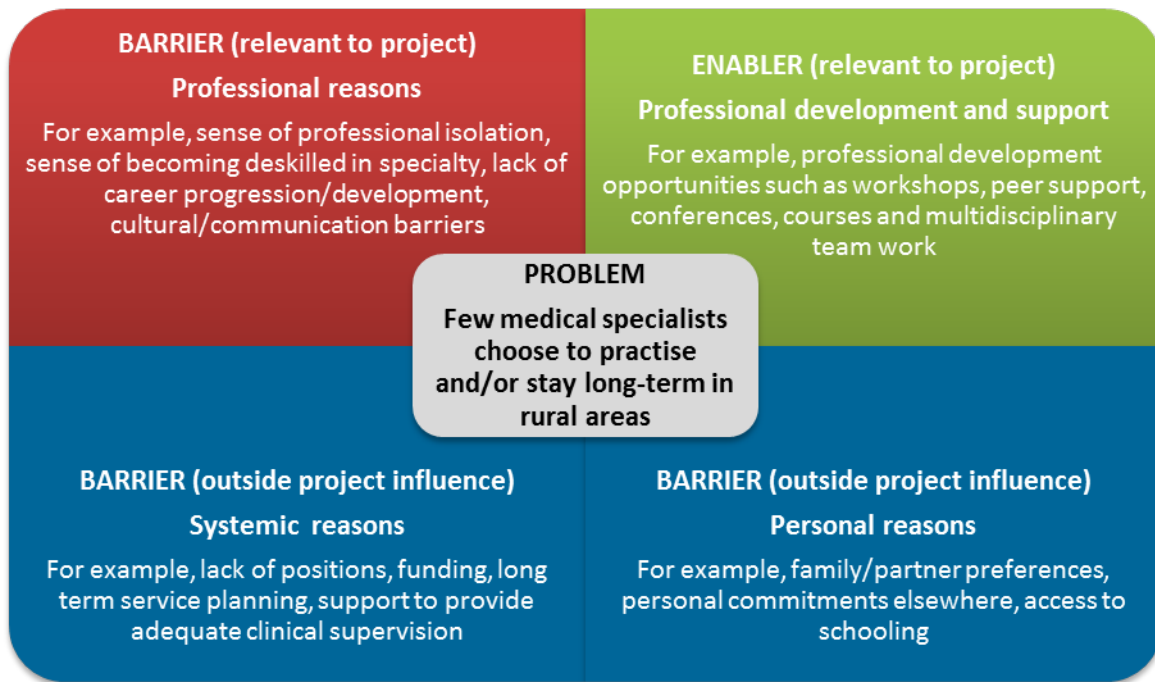 BARRIER (relevant to project)
Professional reasons
For example, sense of professional isolation,
sense of becoming deskilled in specialty, lack of
career progression/development,
cultural/communication barriers
ENABLER (relevant to project)
Professional development and support
For example, professional development
opportunities such as workshops, peer support,
conferences, courses and multidisciplinary
team work
PROBLEM
Few medical specialists
choose to practise
and/or stay long-term in
rural areas
BARRIER (outside project influence)
Systemic reasons
For example, lack of positions, funding, long
term service planning, support to provide
adequate clinical supervision
BARRIER (outside project influence)
Personal reasons
For example, family/partner preferences,
personal commitments elsewhere, access to
schooling